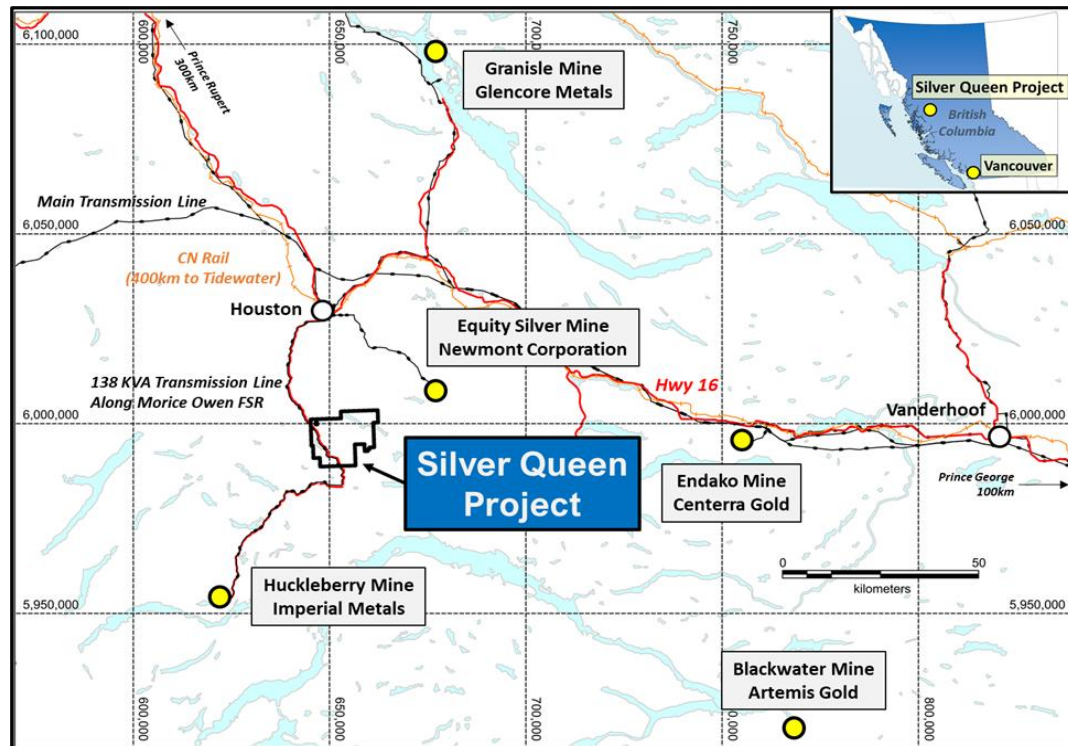 6,100,000
600,000
650,000
700,000
750,000
Prince Rupert
300km
Granisle Mine
Glencore Metals
Silver Queen Project
British
Columbia
Vancouver
Main Transmission Line
6,050,000
6,050,000
CN Rail
(400km to Tidewater)
Houston
Equity Silver Mine
Newmont Corporation
138 KVA Transmission Line
Along Morice Owen FSR
Hwy 16
6,000,000
Vanderhoof
6,000,000
Silver Queen
Project
Endako Mine
Centerra Gold
Prince George
100km
0
50
kilometers
Huckleberry Mine
Imperial Metals
5,950,000
5,950,000
Blackwater Mine
Artemis Gold
600,000
650,000
700,000
800,000